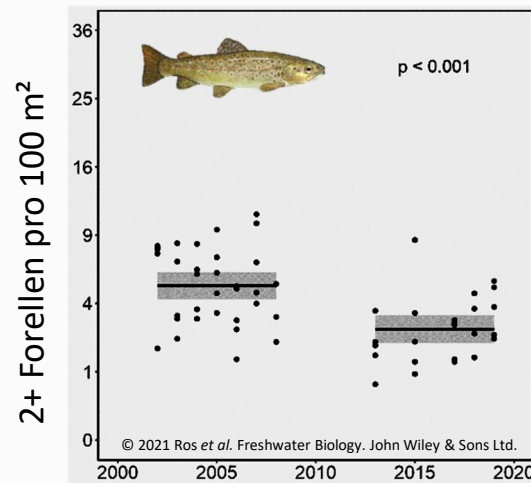 2+ Forellen pro 100 m²
36
25
16
9
4
1
0
p < 0.001
© 2021 Ros et al. Freshwater Biology. John Wiley & Sons Ltd.
2000 2005 2010 2015 2020